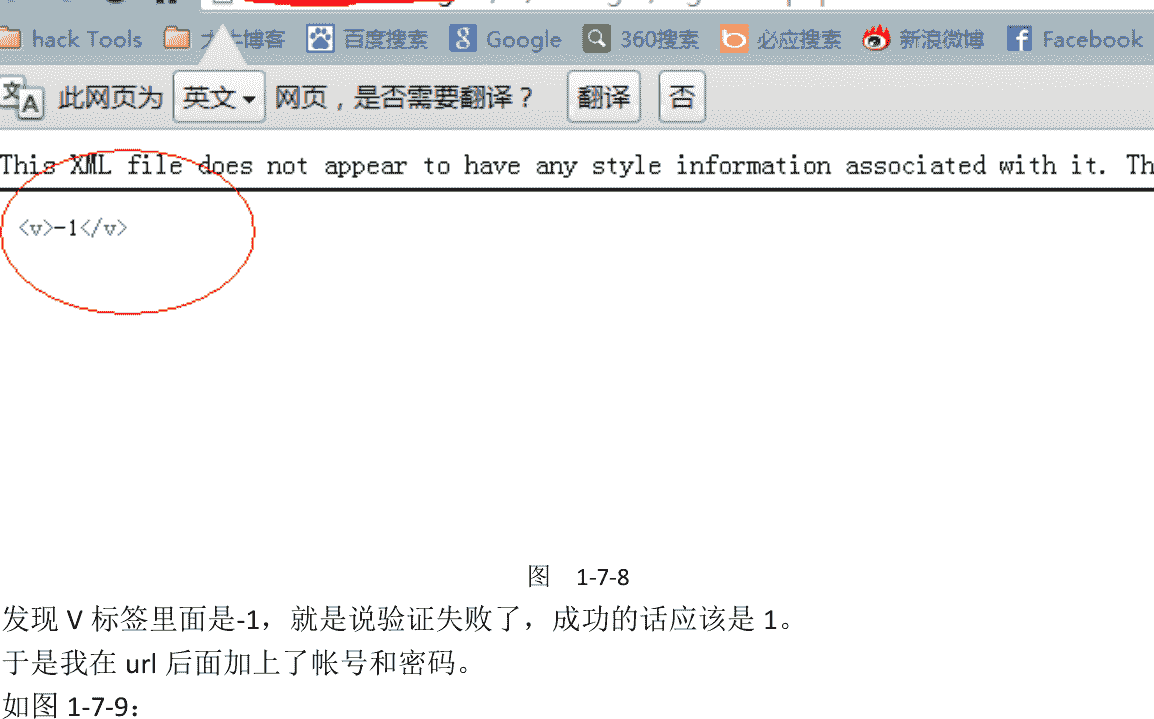 hack Tools 大牛博客 百度搜索 Google 360搜索 必应搜索 新浪微博 Facebook
此网页为 英文 网页，是否需要翻译？ 翻译 否
This XML file does not appear to have any style information associated with it. Th
<v>-1</v>
图 1-7-8
发现 V 标签里面是-1，就是说验证失败了，成功的话应该是 1。
于是我在 url 后面加上了帐号和密码。
如图 1-7-9：